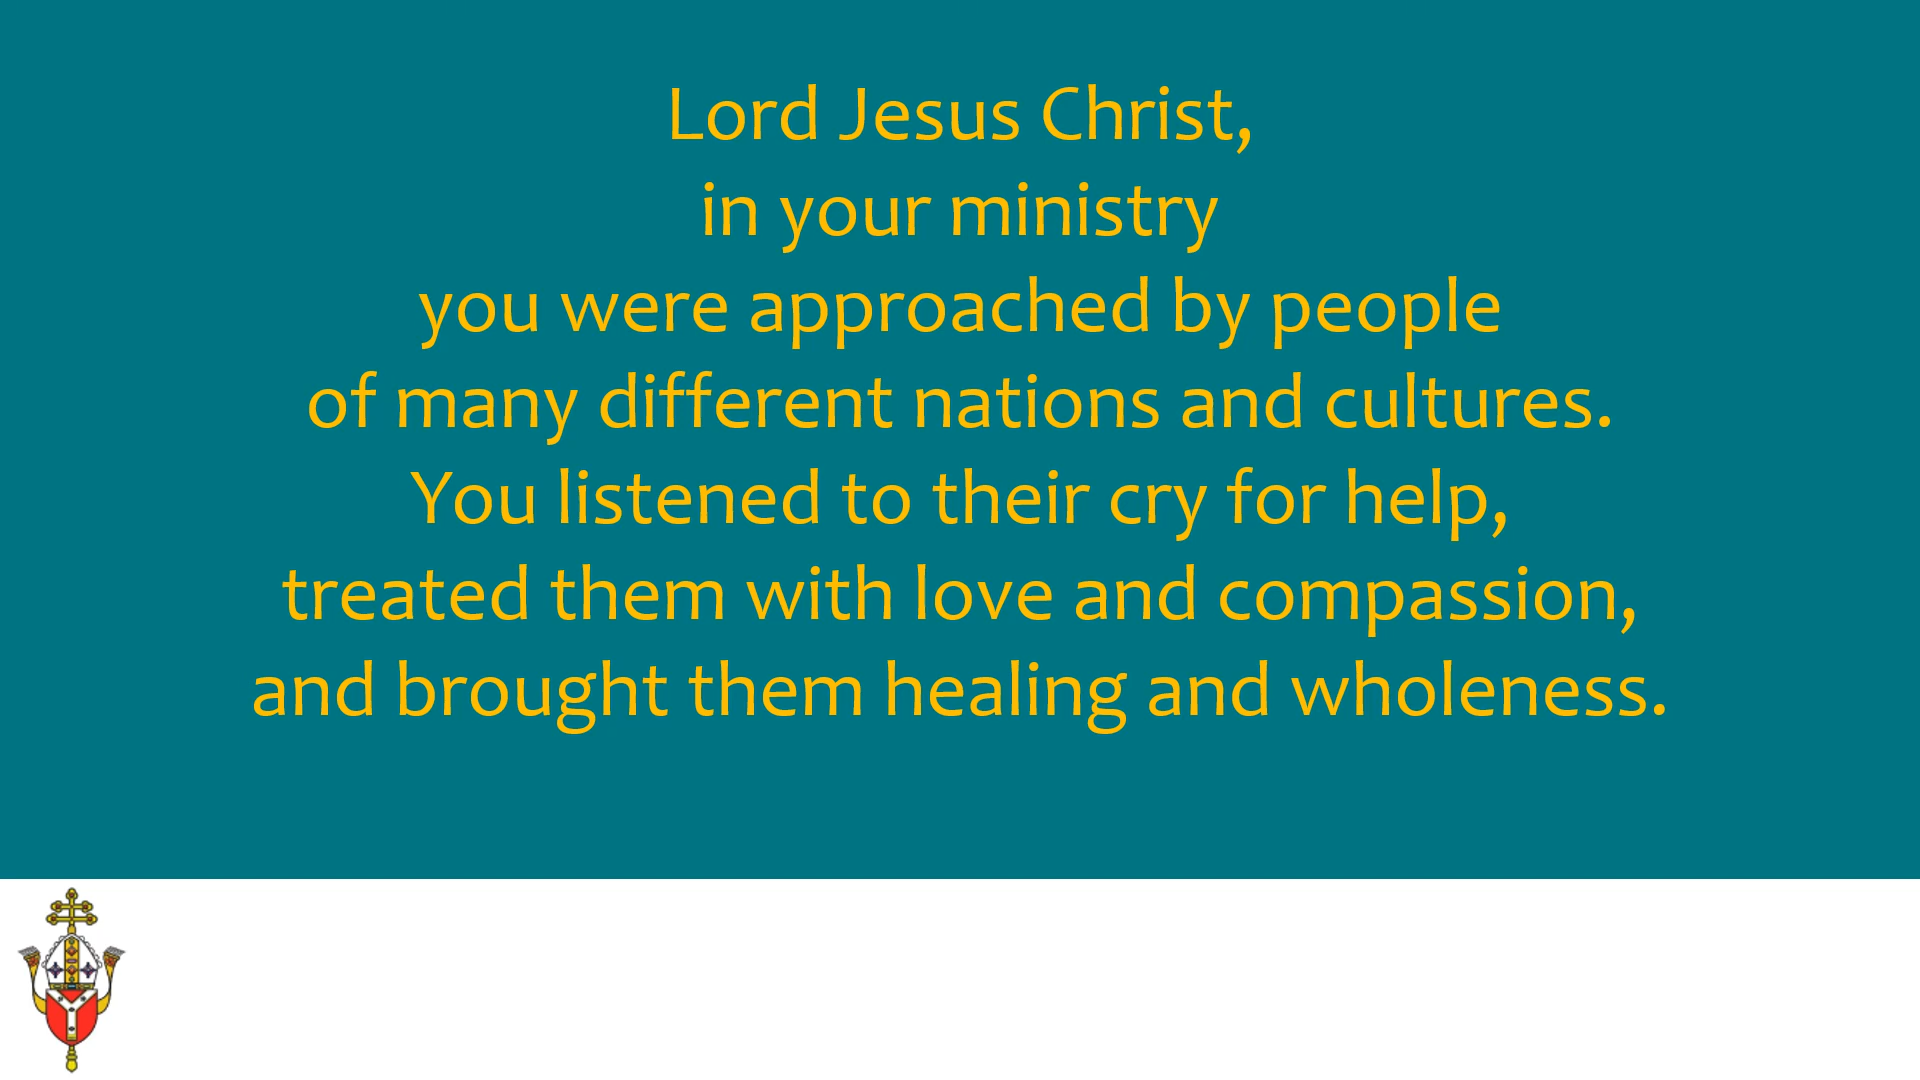 Lord Jesus Christ,
in your ministry
you were approached by people
of many different nations and cultures.
You listened to their cry for help,
treated them with love and compassion,
and brought them healing and wholeness.